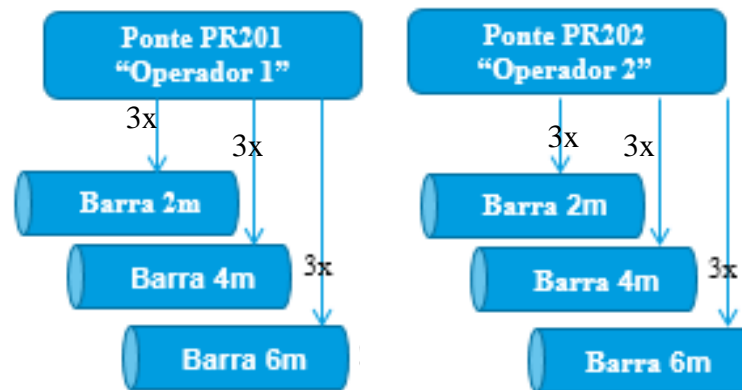 Ponte PR201
“Operador 1”
3x
3x
3x
Barra 2m
Barra 4m
Barra 6m
Ponte PR202
“Operador 2”
3x
3x
3x
Barra 2m
Barra 4m
Barra 6m